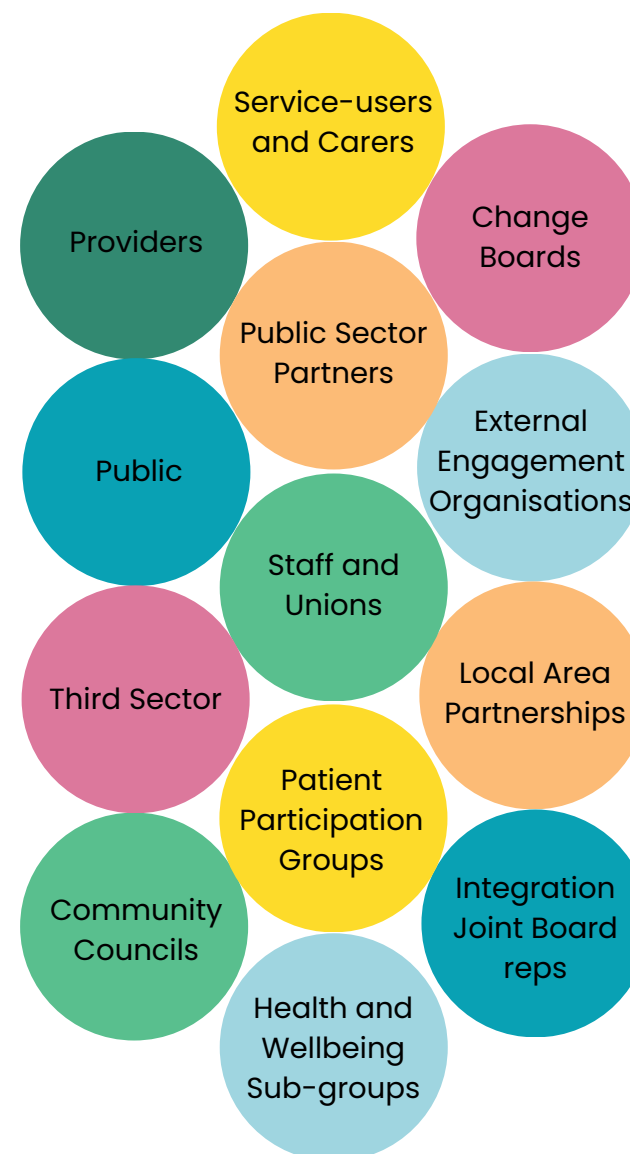 Service-users
and Carers
Providers
Change
Boards
Public Sector
Partners
Public
External
Engagement
Organisations
Staff and
Unions
Third Sector
Local Area
Partnerships
Patient
Participation
Groups
Community
Councils
Integration
Joint Board
reps
Health and
Wellbeing
Sub-groups